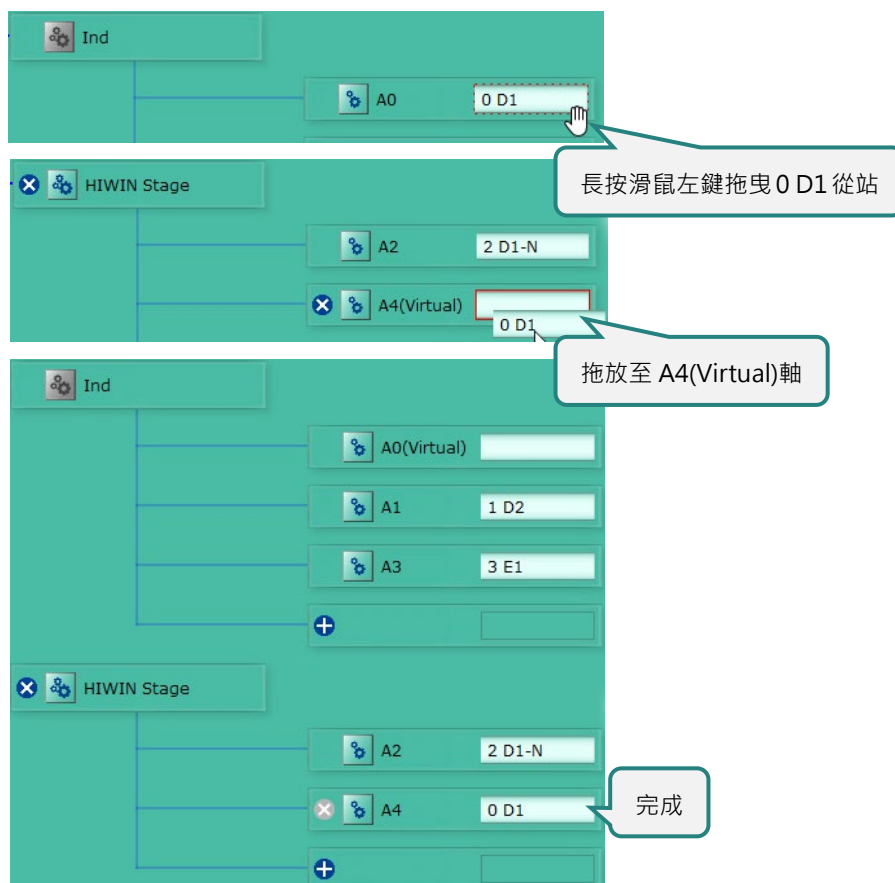 Ind
A0
0 D1
長按滑鼠左鍵拖曳0 D1從站
HIWIN Stage
A2
2 D1-N
A4(Virtual)
0 D1
拖放至 A4(Virtual)軸
Ind
A0(Virtual)
A1
1 D2
A3
3 E1
HIWIN Stage
A2
2 D1-N
A4
0 D1
完成